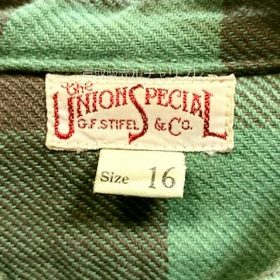 The
UNION SPECIAL
G.F. STIFEL & CO.
Size 16